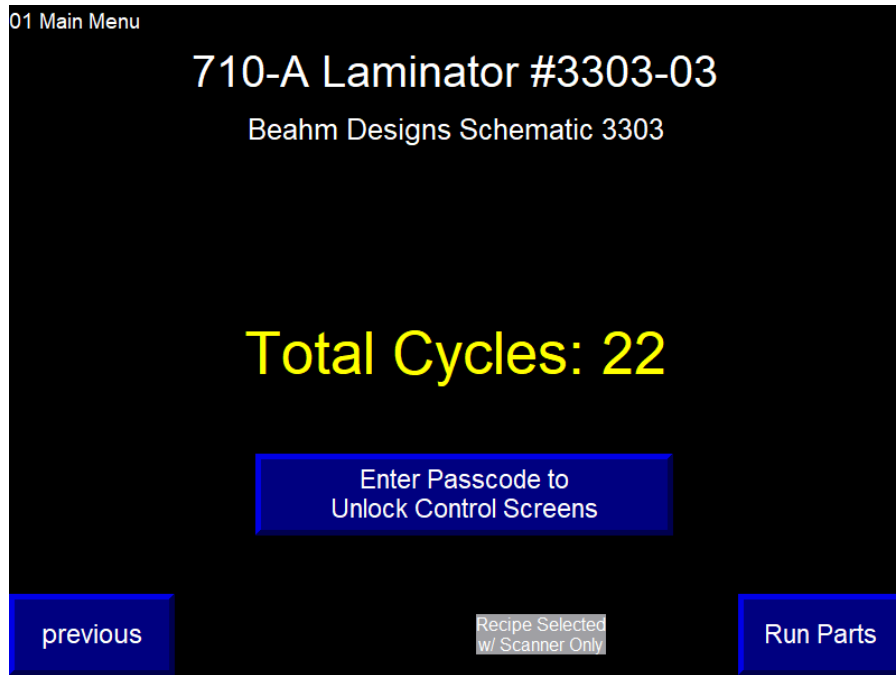 01 Main Menu
710-A Laminator #3303-03
Beahm Designs Schematic 3303
Total Cycles: 22
Enter Passcode to
Unlock Control Screens
previous
Recipe Selected
w/ Scanner Only
Run Parts